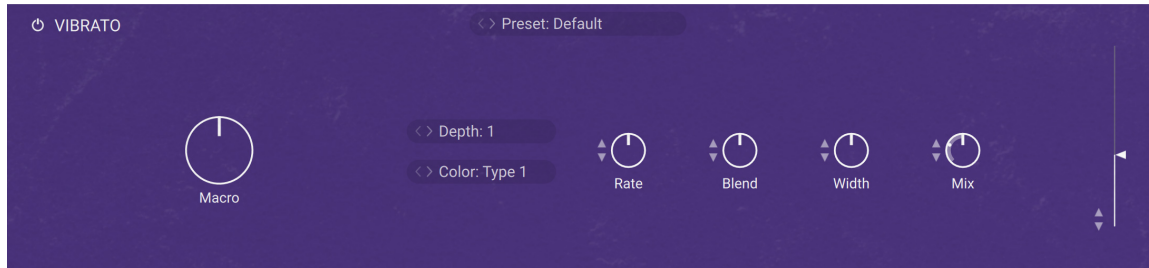 VIBRATO
Preset: Default
Depth: 1
Color: Type 1
Macro
Rate
Blend
Width
Mix